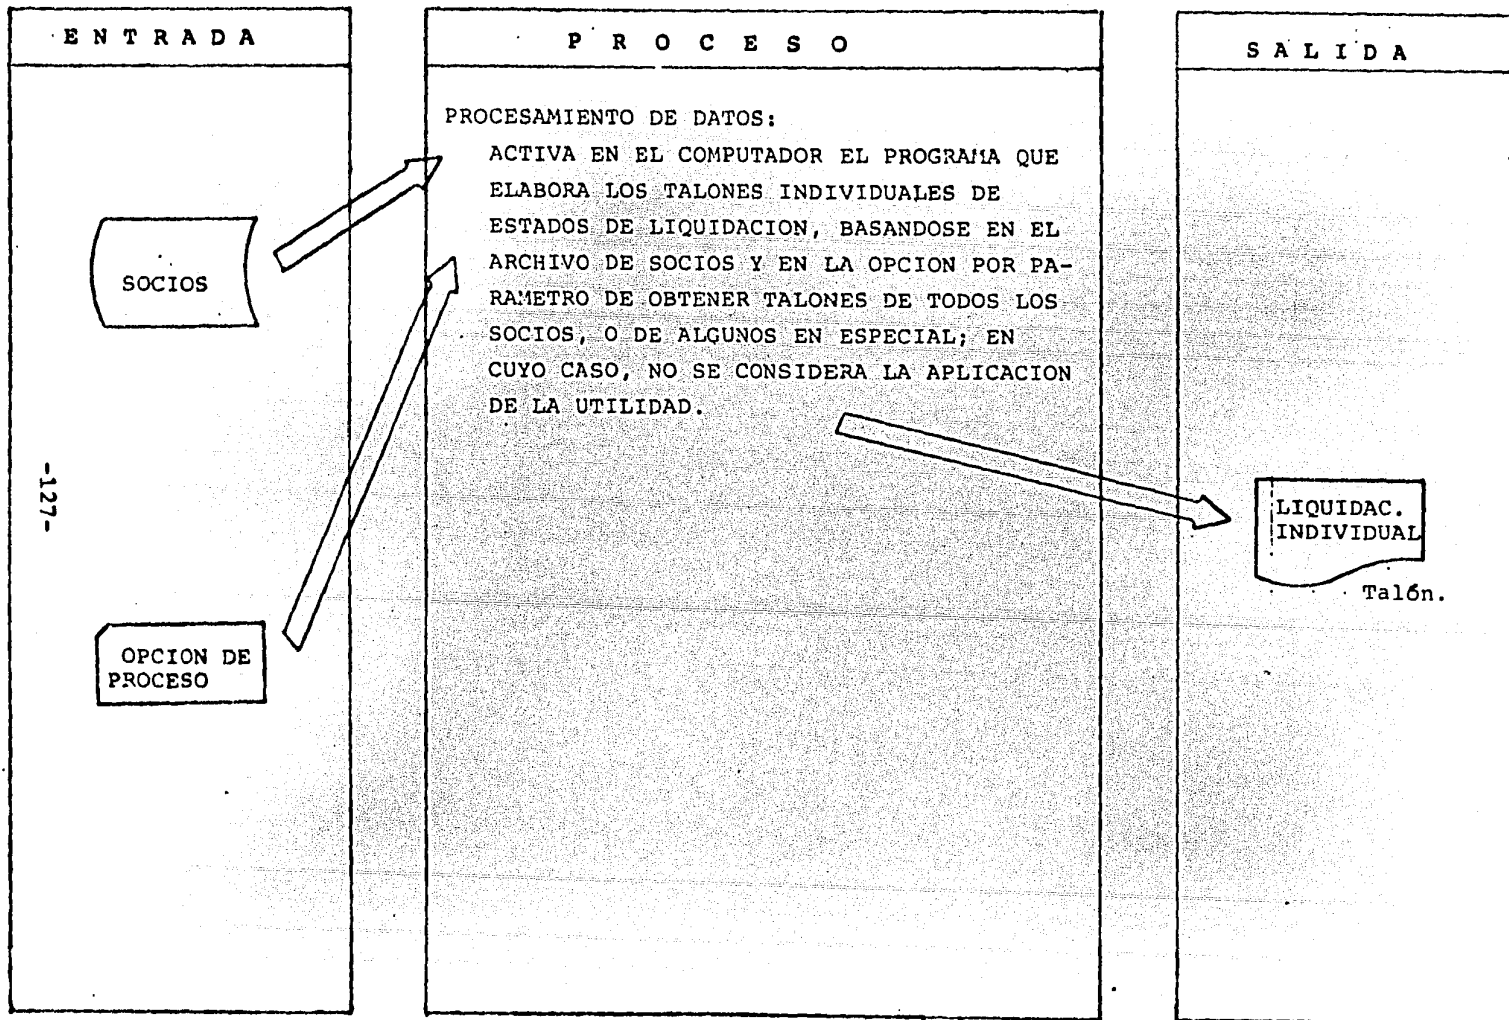 E N T R A D A
P R O C E S O
S A L I D A
PROCESAMIENTO DE DATOS:
ACTIVA EN EL COMPUTADOR EL PROGRAMA QUE
ELABORA LOS TALONES INDIVIDUALES DE
ESTADOS DE LIQUIDACION, BASANDOSE EN EL
ARCHIVO DE SOCIOS Y EN LA OPCION POR PA-
RAMETRO DE OBTENER TALONES DE TODOS LOS
SOCIOS, O DE ALGUNOS EN ESPECIAL; EN
CUYO CASO, NO SE CONSIDERA LA APLICACION
DE LA UTILIDAD.
SOCIOS
OPCION DE
PROCESO
LIQUIDAC.
INDIVIDUAL
Talón.
-127-